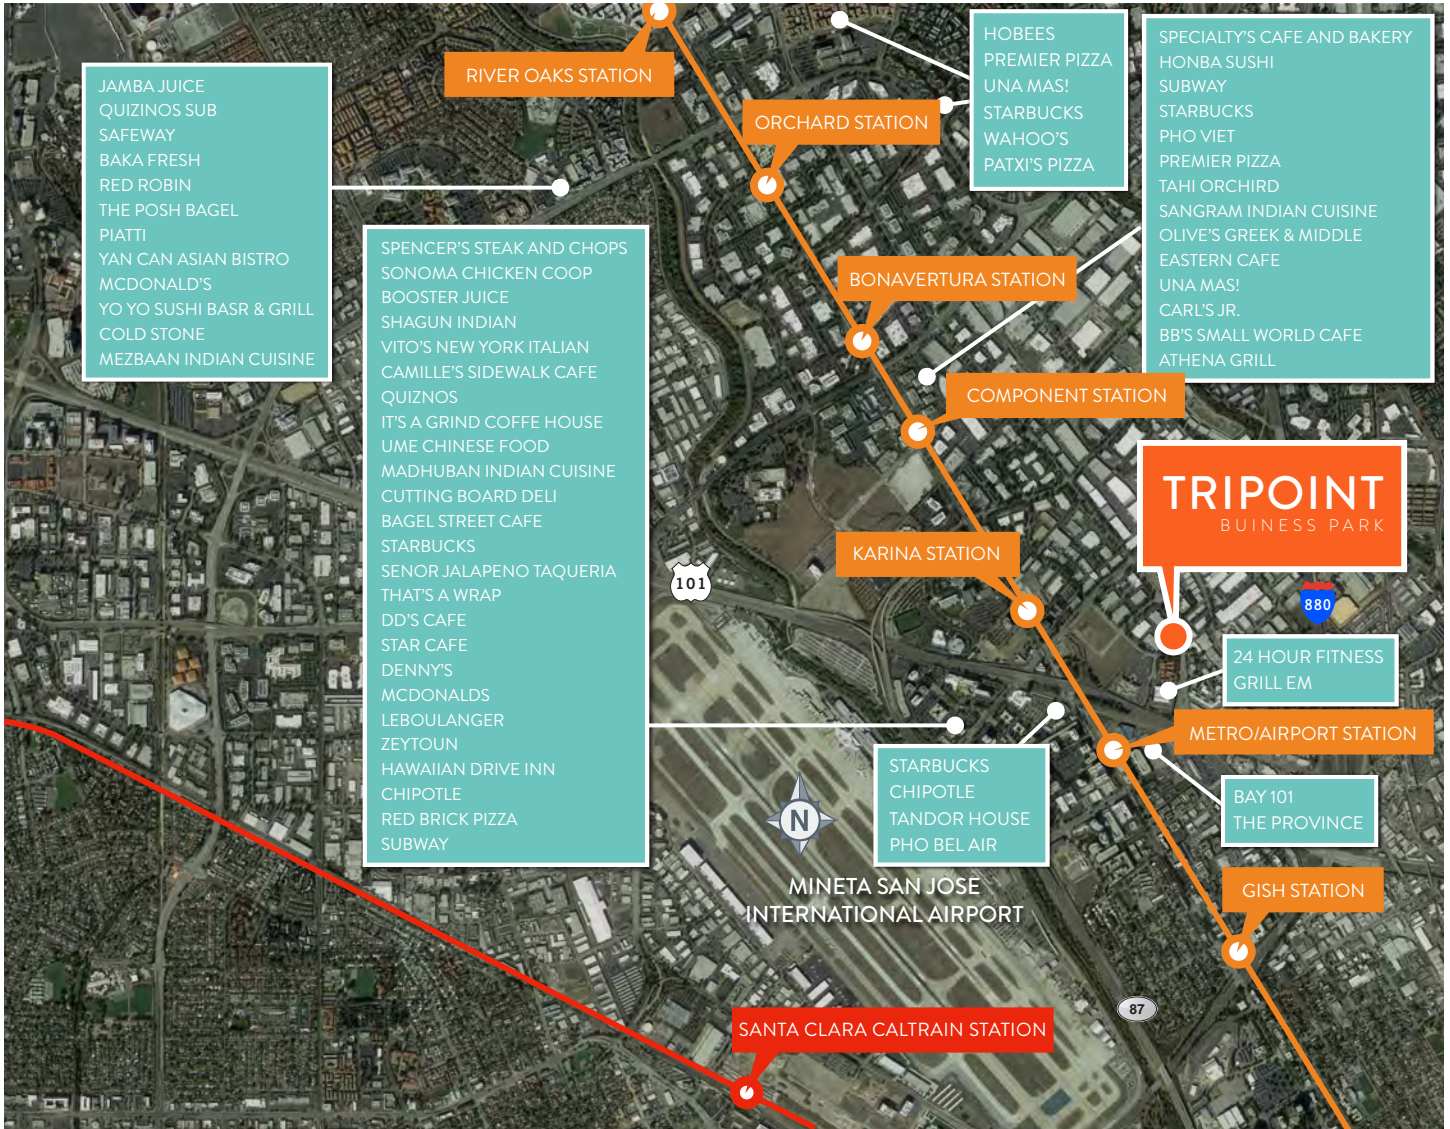 RIVER OAKS STATION
ORCHARD STATION
HOBEES
PREMIER PIZZA
UNA MAS!
STARBUCKS
WAHOO'S
PATXI'S PIZZA
SPECIALTY'S CAFE AND BAKERY
HONBA SUSHI
SUBWAY
STARBUCKS
PHO VIET
PREMIER PIZZA
TAHI ORCHIRD
SANGRAM INDIAN CUISINE
OLIVE'S GREEK & MIDDLE
EASTERN CAFE
UNA MAS!
CARL'S JR.
BB'S SMALL WORLD CAFE
ATHENA GRILL
JAMBA JUICE
QUIZINOS SUB
SAFEWAY
BAKA FRESH
RED ROBIN
THE POSH BAGEL
PIATTI
YAN CAN ASIAN BISTRO
MCDONALD'S
YO YO SUSHI BASR & GRILL
COLD STONE
MEZBAAN INDIAN CUISINE
SPENCER'S STEAK AND CHOPS
SONOMA CHICKEN COOP
BOOSTER JUICE
SHAGUN INDIAN
VITO'S NEW YORK ITALIAN
CAMILLE'S SIDEWALK CAFE
QUIZNOS
IT'S A GRIND COFFE HOUSE
UME CHINESE FOOD
MADHUBAN INDIAN CUISINE
CUTTING BOARD DELI
BAGEL STREET CAFE
STARBUCKS
SENOR JALAPENO TAQUERIA
THAT'S A WRAP
DD'S CAFE
STAR CAFE
DENNY'S
MCDONALDS
LEBOULANGER
ZEYTOUN
HAWAIIAN DRIVE INN
CHIPOTLE
RED BRICK PIZZA
SUBWAY
BONAVERTURA STATION
COMPONENT STATION
TRIPOINT
BUINESS PARK
KARINA STATION
101
880
24 HOUR FITNESS
GRILL EM
METRO/AIRPORT STATION
STARBUCKS
CHIPOTLE
TANDOR HOUSE
PHO BEL AIR
BAY 101
THE PROVINCE
N
MINETA SAN JOSE
INTERNATIONAL AIRPORT
GISH STATION
87
SANTA CLARA CALTRAIN STATION